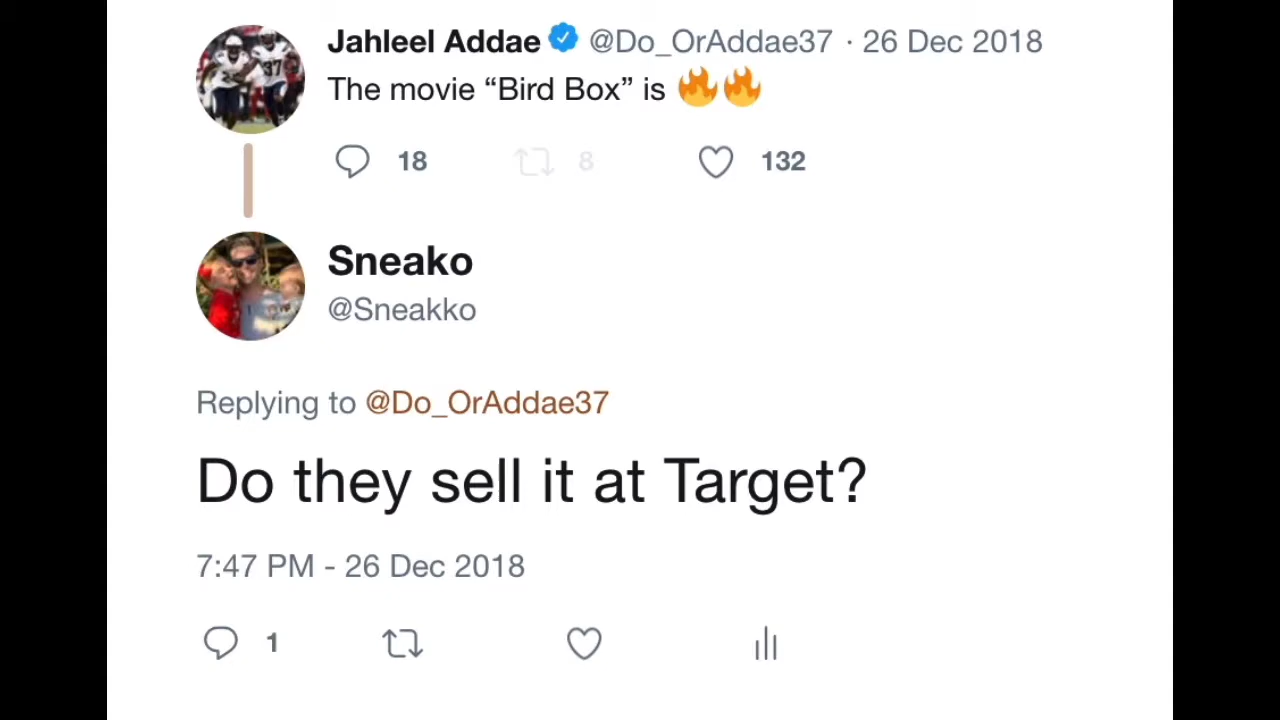 Jahleel Addae @Do_OrAddae37 · 26 Dec 2018
The movie “Bird Box” is 🔥🔥
18 8 132
Sneako
@Sneakko
Replying to @Do_OrAddae37
Do they sell it at Target?
7:47 PM - 26 Dec 2018
1